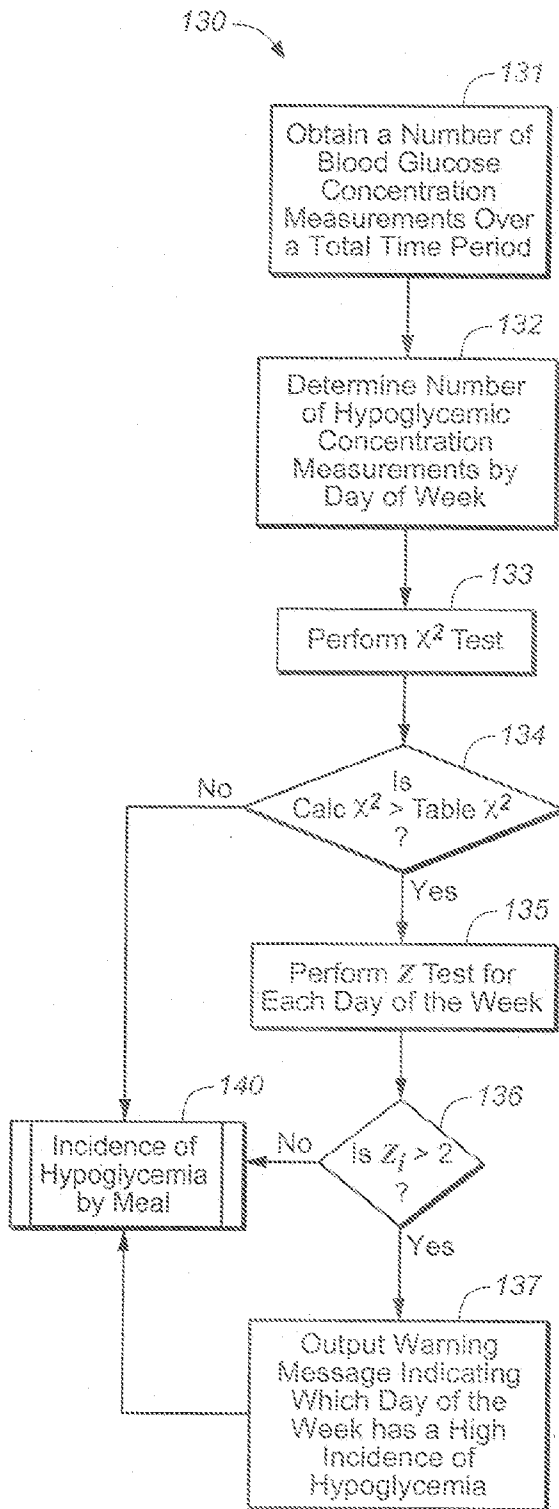 130
131
Obtain a Number of
Blood Glucose
Concentration
Measurements Over
a Total Time Period
132
Determine Number
of Hypoglycemic
Concentration
Measurements by
Day of Week
133
Perform X² Test
134
Is
Calc X² > Table X²
?
No
Yes
135
Perform Z Test for
Each Day of the Week
136
Is Zi > 2
?
No
Yes
140
Incidence of
Hypoglycemia
by Meal
137
Output Warning
Message Indicating
Which Day of the
Week has a High
Incidence of
Hypoglycemia